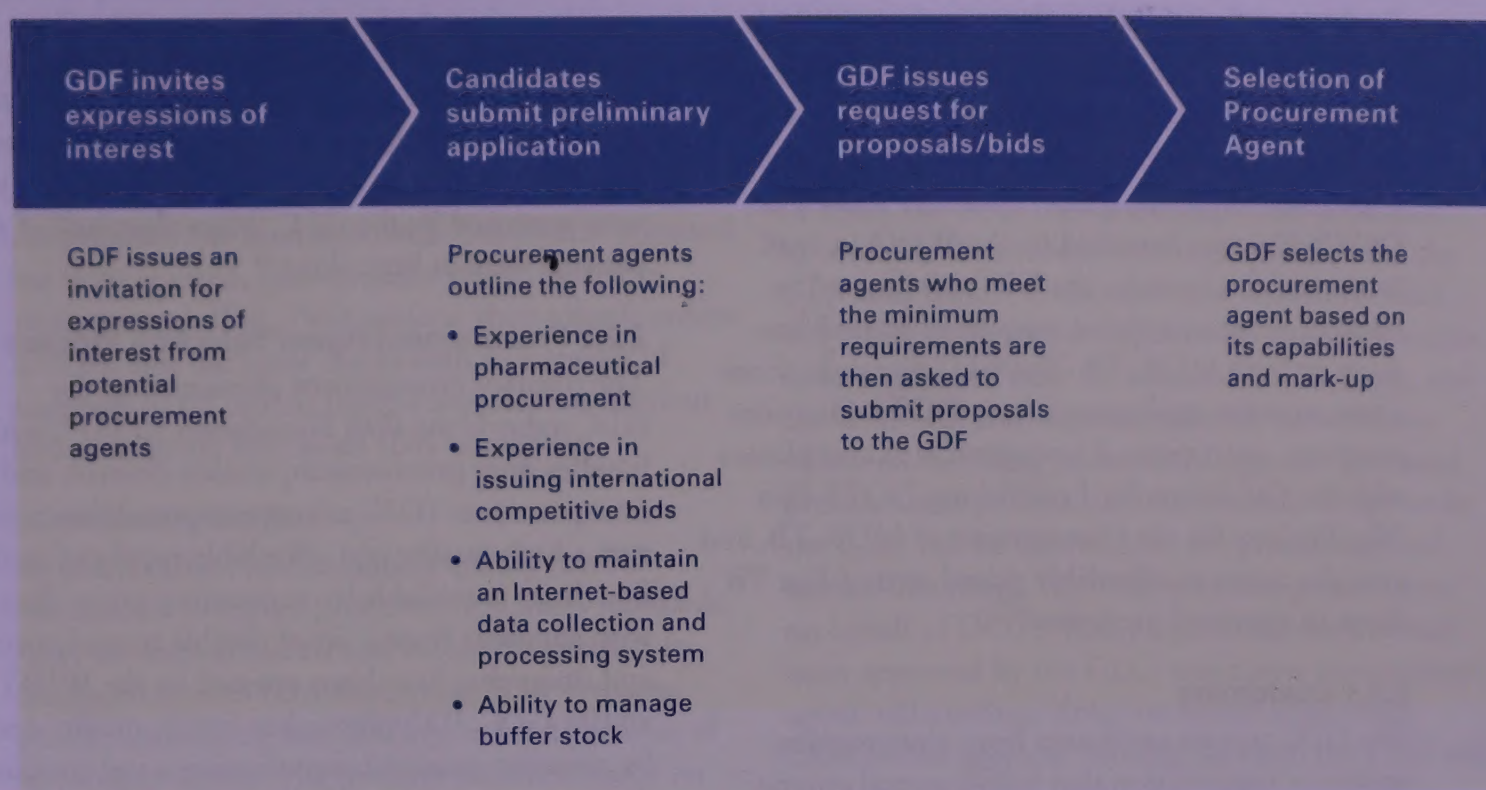 GDF invites
expressions of
interest
Candidates
submit preliminary
application
GDF issues
request for
proposals/bids
Selection of
Procurement
Agent
GDF issues an
invitation for
expressions of
interest from
potential
procurement
agents
Procurement agents
outline the following:
• Experience in
pharmaceutical
procurement
• Experience in
issuing international
competitive bids
• Ability to maintain
an Internet-based
data collection and
processing system
• Ability to manage
buffer stock
Procurement
agents who meet
the minimum
requirements are
then asked to
submit proposals
to the GDF
GDF selects the
procurement
agent based on
its capabilities
and mark-up